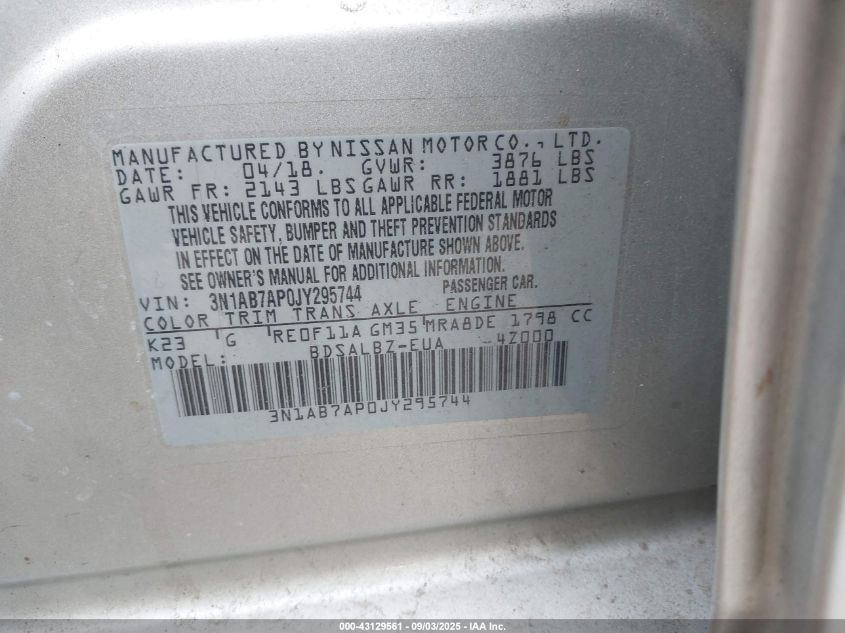 MANUFACTURED BY NISSAN MOTOR CO., LTD.
DATE: 04/18. GVWR: 3876 LBS
GAWR FR: 2143 LBS GAWR RR: 1881 LBS
THIS VEHICLE CONFORMS TO ALL APPLICABLE FEDERAL MOTOR
VEHICLE SAFETY, BUMPER AND THEFT PREVENTION STANDARDS
IN EFFECT ON THE DATE OF MANUFACTURE SHOWN ABOVE.
SEE OWNER'S MANUAL FOR ADDITIONAL INFORMATION.
VIN: 3N1AB7AP0JY295744 PASSENGER CAR.
COLOR TRIM TRANS AXLE ENGINE
K23 G RE0F11A GM35 MRA8DE 1798 CC
MODEL: BDSALBZ-EUA -4Z000
3N1AB7AP0JY295744
000-43129561 - 09/03/2025 - IAA Inc.